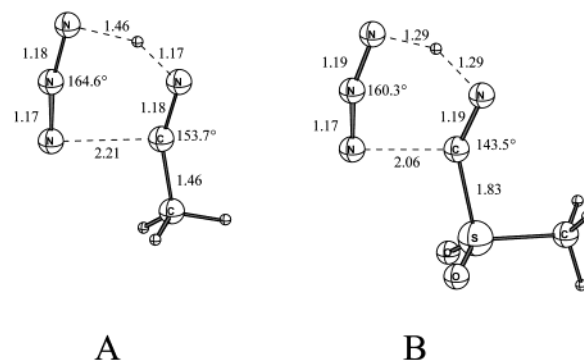 N 1.46 1.17 N
1.18 N 164.6° 1.18
1.17 N 2.21 C 153.7°
1.46
C
A
N 1.29 1.29 N
1.19 N 160.3° 1.19
1.17 N 2.06 C 143.5°
1.83
S C
O
O
B